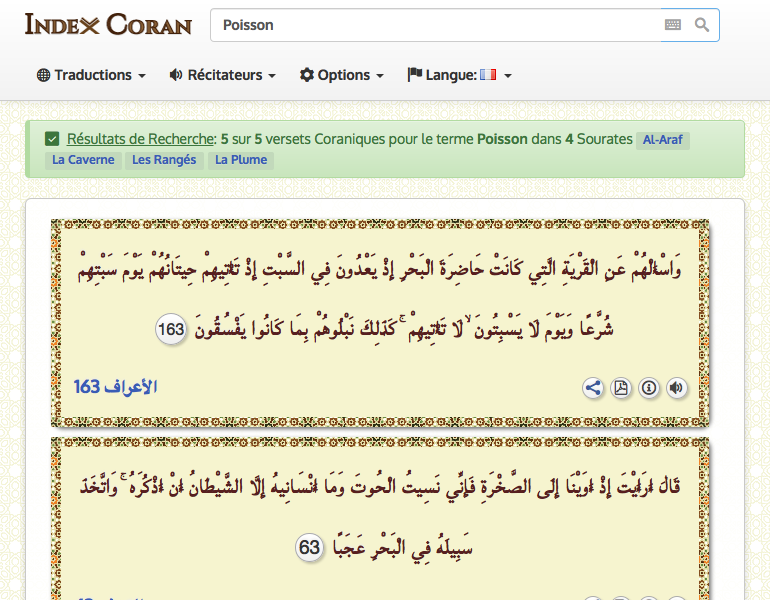 INDEX CORAN
Poisson
Traductions Récitateurs Options Langue:
Résultats de Recherche: 5 sur 5 versets Coraniques pour le terme Poisson dans 4 Sourates Al-Araf
La Caverne Les Rangés La Plume
وَاسْأَلْهُمْ عَنِ الْقَرْيَةِ الَّتِي كَانَتْ حَاضِرَةَ الْبَحْرِ إِذْ يَعْدُونَ فِي السَّبْتِ إِذْ تَأْتِيهِمْ حِيتَانُهُمْ يَوْمَ سَبْتِهِمْ
شُرَّعًا وَيَوْمَ لَا يَسْبِتُونَ ۙ لَا تَأْتِيهِمْ ۚ كَذَٰلِكَ نَبْلُوهُمْ بِمَا كَانُوا يَفْسُقُونَ 163
الأعراف 163
قَالَ أَرَأَيْتَ إِذْ أَوَيْنَا إِلَى الصَّخْرَةِ فَإِنِّي نَسِيتُ الْحُوتَ وَمَا أَنْسَانِيهُ إِلَّا الشَّيْطَانُ أَنْ أَذْكُرَهُ ۚ وَاتَّخَذَ
سَبِيلَهُ فِي الْبَحْرِ عَجَبًا 63